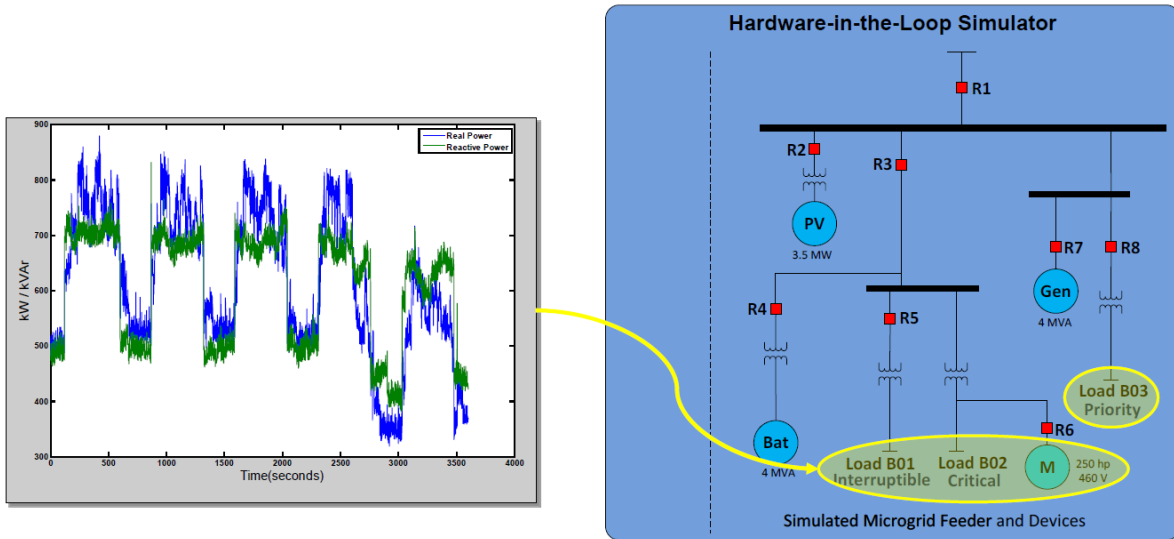 Real Power
Reactive Power
900
800
700
600
500
400
300
kW / kVAr
0
500
1000
1500
2000
2500
3000
3500
4000
Time(seconds)
Hardware-in-the-Loop Simulator
R1
R2
R3
PV
3.5 MW
R7
R8
Gen
4 MVA
R4
R5
Load B03
Priority
R6
Bat
4 MVA
Load B01
Interruptible
Load B02
Critical
M
250 hp
460 V
Simulated Microgrid Feeder and Devices